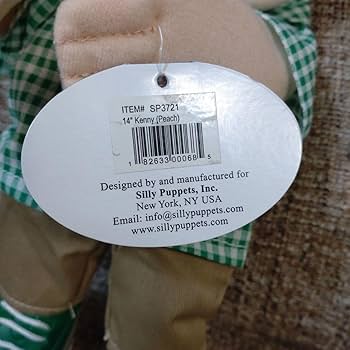 ITEM# SP3721
14" Kenny (Peach)
1 82633 00068 5
Designed by and manufactured for
Silly Puppets, Inc.
New York, NY USA
Email: info@sillypuppets.com
www.sillypuppets.com